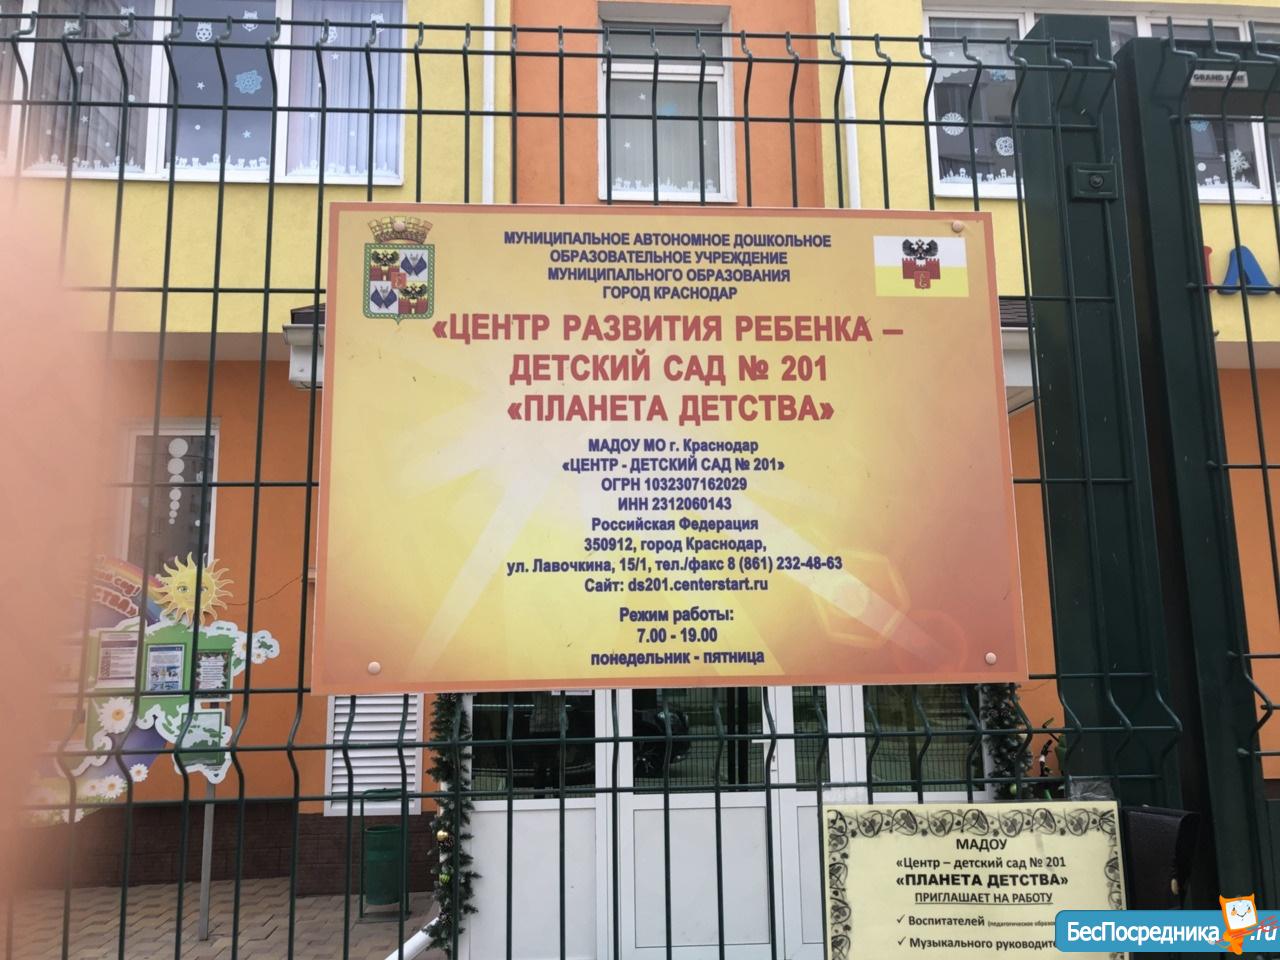 GRAND LINE
МУНИЦИПАЛЬНОЕ АВТОНОМНОЕ ДОШКОЛЬНОЕ
ОБРАЗОВАТЕЛЬНОЕ УЧРЕЖДЕНИЕ
МУНИЦИПАЛЬНОГО ОБРАЗОВАНИЯ
ГОРОД КРАСНОДАР
«ЦЕНТР РАЗВИТИЯ РЕБЕНКА –
ДЕТСКИЙ САД № 201
«ПЛАНЕТА ДЕТСТВА»
МАДОУ МО г. Краснодар
«ЦЕНТР - ДЕТСКИЙ САД № 201»
ОГРН 1032307162029
ИНН 2312060143
Российская Федерация
350912, город Краснодар,
ул. Лавочкина, 15/1, тел./факс 8 (861) 232-48-63
Сайт: ds201.centerstart.ru
Режим работы:
7.00 - 19.00
понедельник - пятница
МАДОУ
«Центр – детский сад № 201
«ПЛАНЕТА ДЕТСТВА»
ПРИГЛАШАЕТ НА РАБОТУ
✓ Воспитателей
✓ Музыкального
БесПосредника.ru